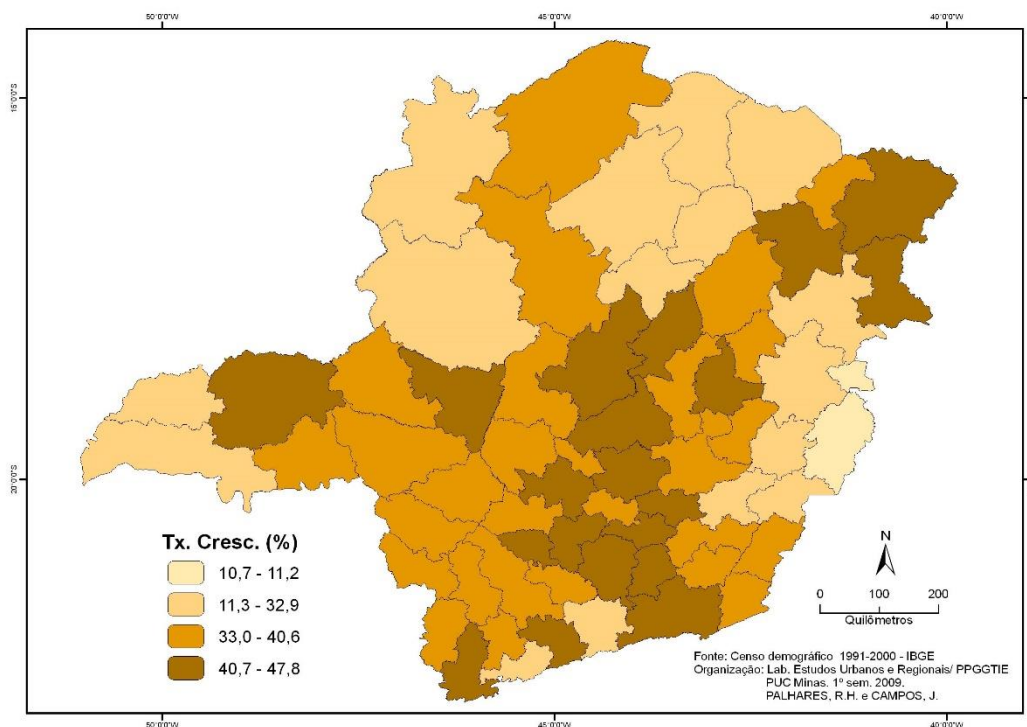 50°0'0"W
45°0'0"W
40°0'0"W
15°0'0"S
20°0'0"S
Tx. Cresc. (%)
10,7 - 11,2
11,3 - 32,9
33,0 - 40,6
40,7 - 47,8
N
0 100 200
Quilômetros
Fonte: Censo demográfico 1991-2000 - IBGE
Organização: Lab. Estudos Urbanos e Regionais/ PPGGTIE
PUC Minas. 1º sem. 2009.
PALHARES, R.H. e CAMPOS, J.
50°0'0"W
45°0'0"W
40°0'0"W